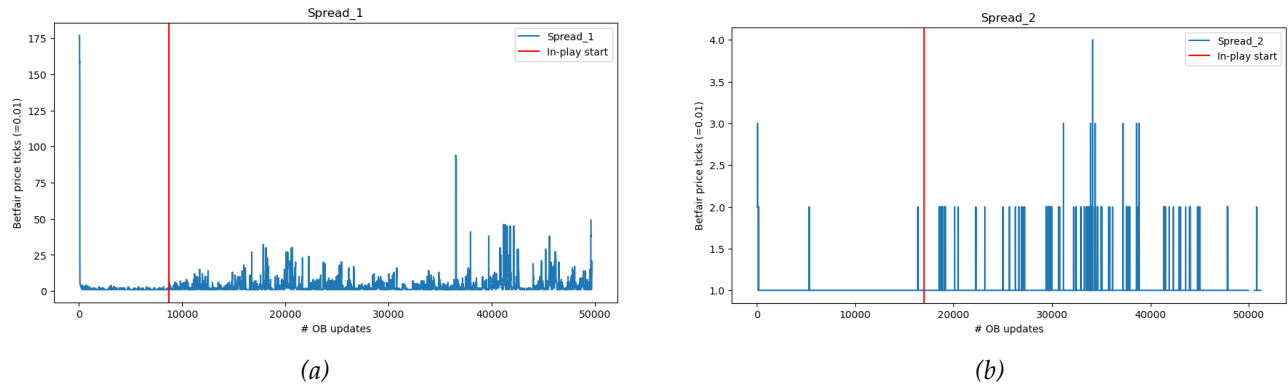 Spread_1
175
150
125
100
75
50
25
0
Betfair price ticks (=0.01)
Spread_1
In-play start
0
10000
20000
30000
40000
50000
# OB updates
(a)
Spread_2
4.0
3.5
3.0
2.5
2.0
1.5
1.0
Betfair price ticks (=0.01)
Spread_2
In-play start
0
10000
20000
30000
40000
50000
# OB updates
(b)